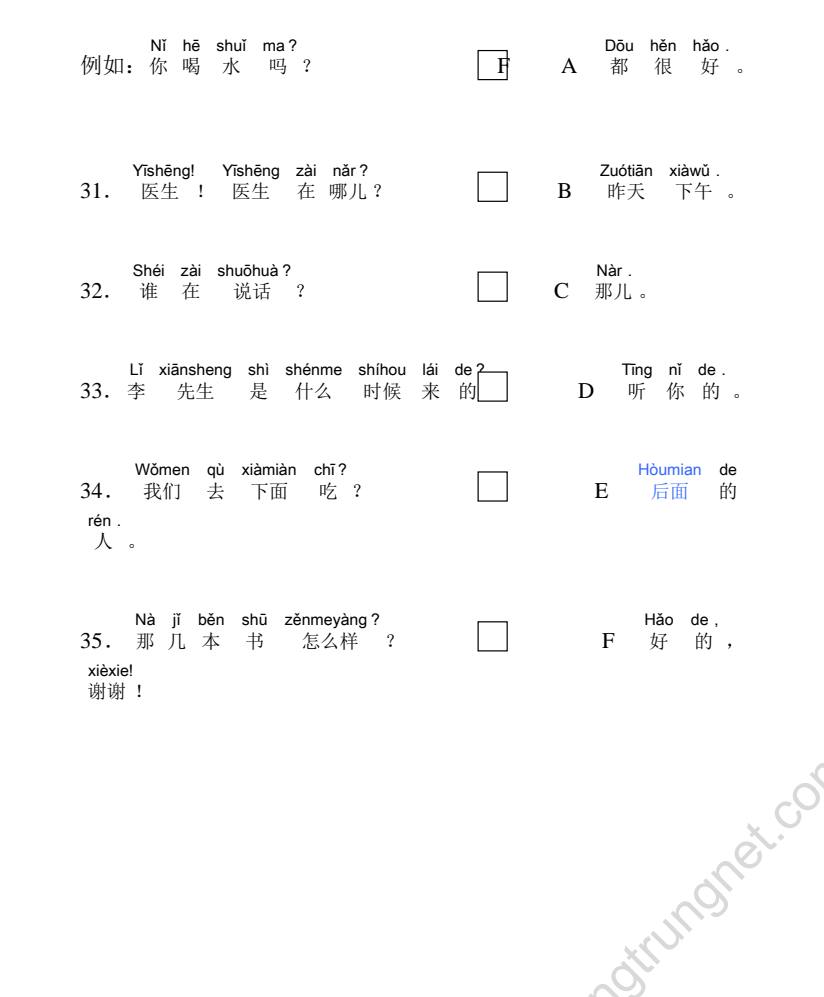 Nǐ hē shuǐ ma? Dōu hěn hǎo.
例如：你 喝 水 吗？ F A 都 很 好。
Yīshēng! Yīshēng zài nǎr? Zuótiān xiàwǔ.
31． 医生！ 医生 在 哪儿？ B 昨天 下午。
Shéi zài shuōhuà? Nàr.
32． 谁 在 说话？ C 那儿。
Lǐ xiānsheng shì shénme shíhou lái de? Tīng nǐ de.
33．李 先生 是 什么 时候 来 的 D 听 你 的。
Wǒmen qù xiàmiàn chī? Hòumian de
34． 我们 去 下面 吃？ E 后面 的
rén.
人。
Nà jǐ běn shū zěnmeyàng? Hǎo de,
35． 那 几 本 书 怎么样？ F 好 的，
xièxie!
谢谢！
ngtrungnet.co